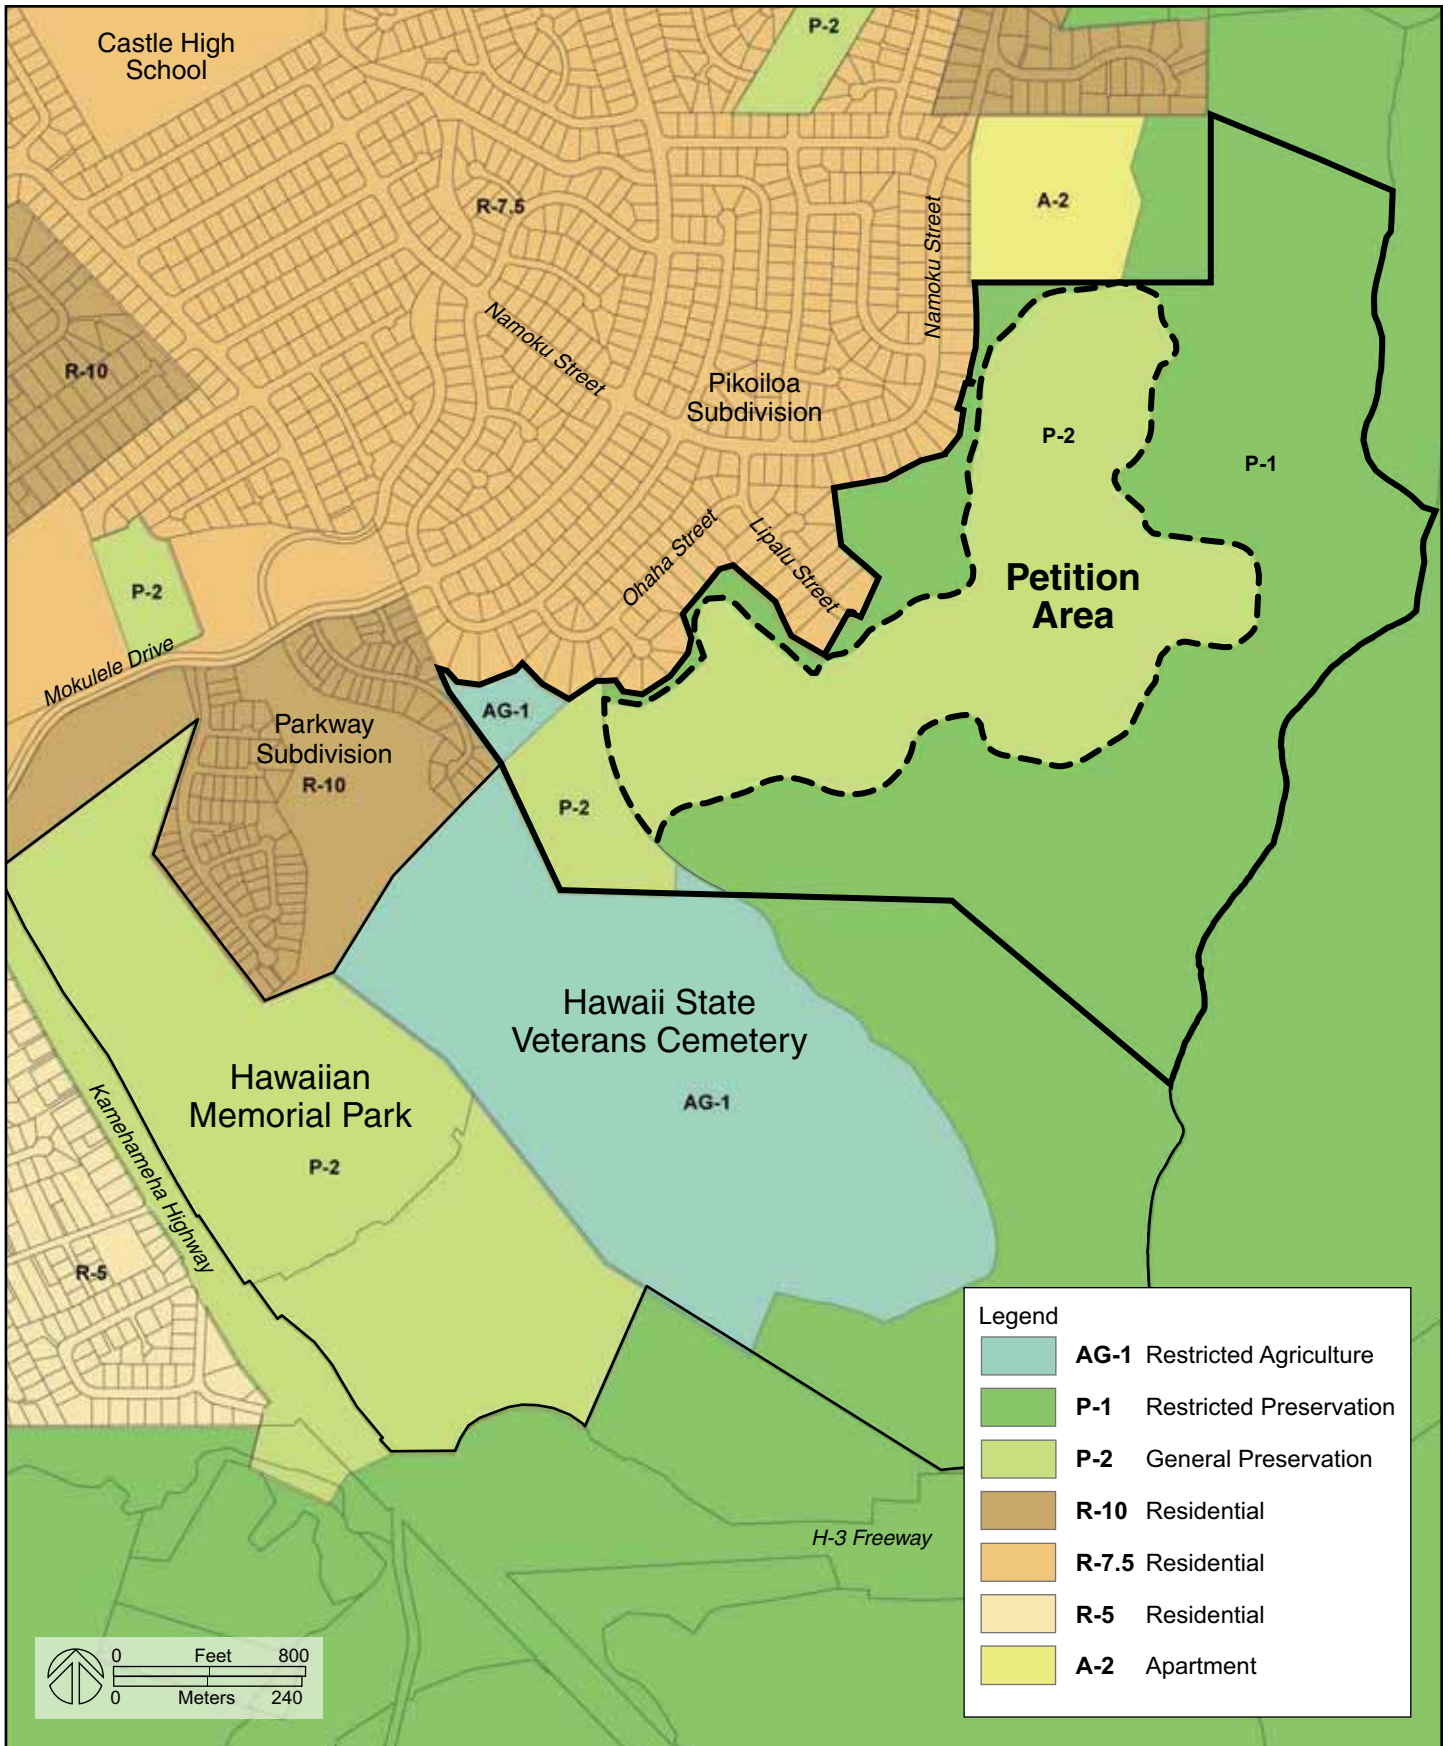 Castle High
School
P-2
A-2
R-7.5
Namoku Street
Namoku Street
R-10
Pikoiloa
Subdivision
P-2
P-1
Ohaha Street
Lipalu Street
Petition
Area
P-2
Mokulele Drive
AG-1
Parkway
Subdivision
R-10
P-2
Hawaii State
Veterans Cemetery
AG-1
Hawaiian
Memorial Park
P-2
Kamehameha Highway
R-5
H-3 Freeway
Legend
AG-1 Restricted Agriculture
P-1 Restricted Preservation
P-2 General Preservation
R-10 Residential
R-7.5 Residential
R-5 Residential
A-2 Apartment
0 Feet 800
0 Meters 240